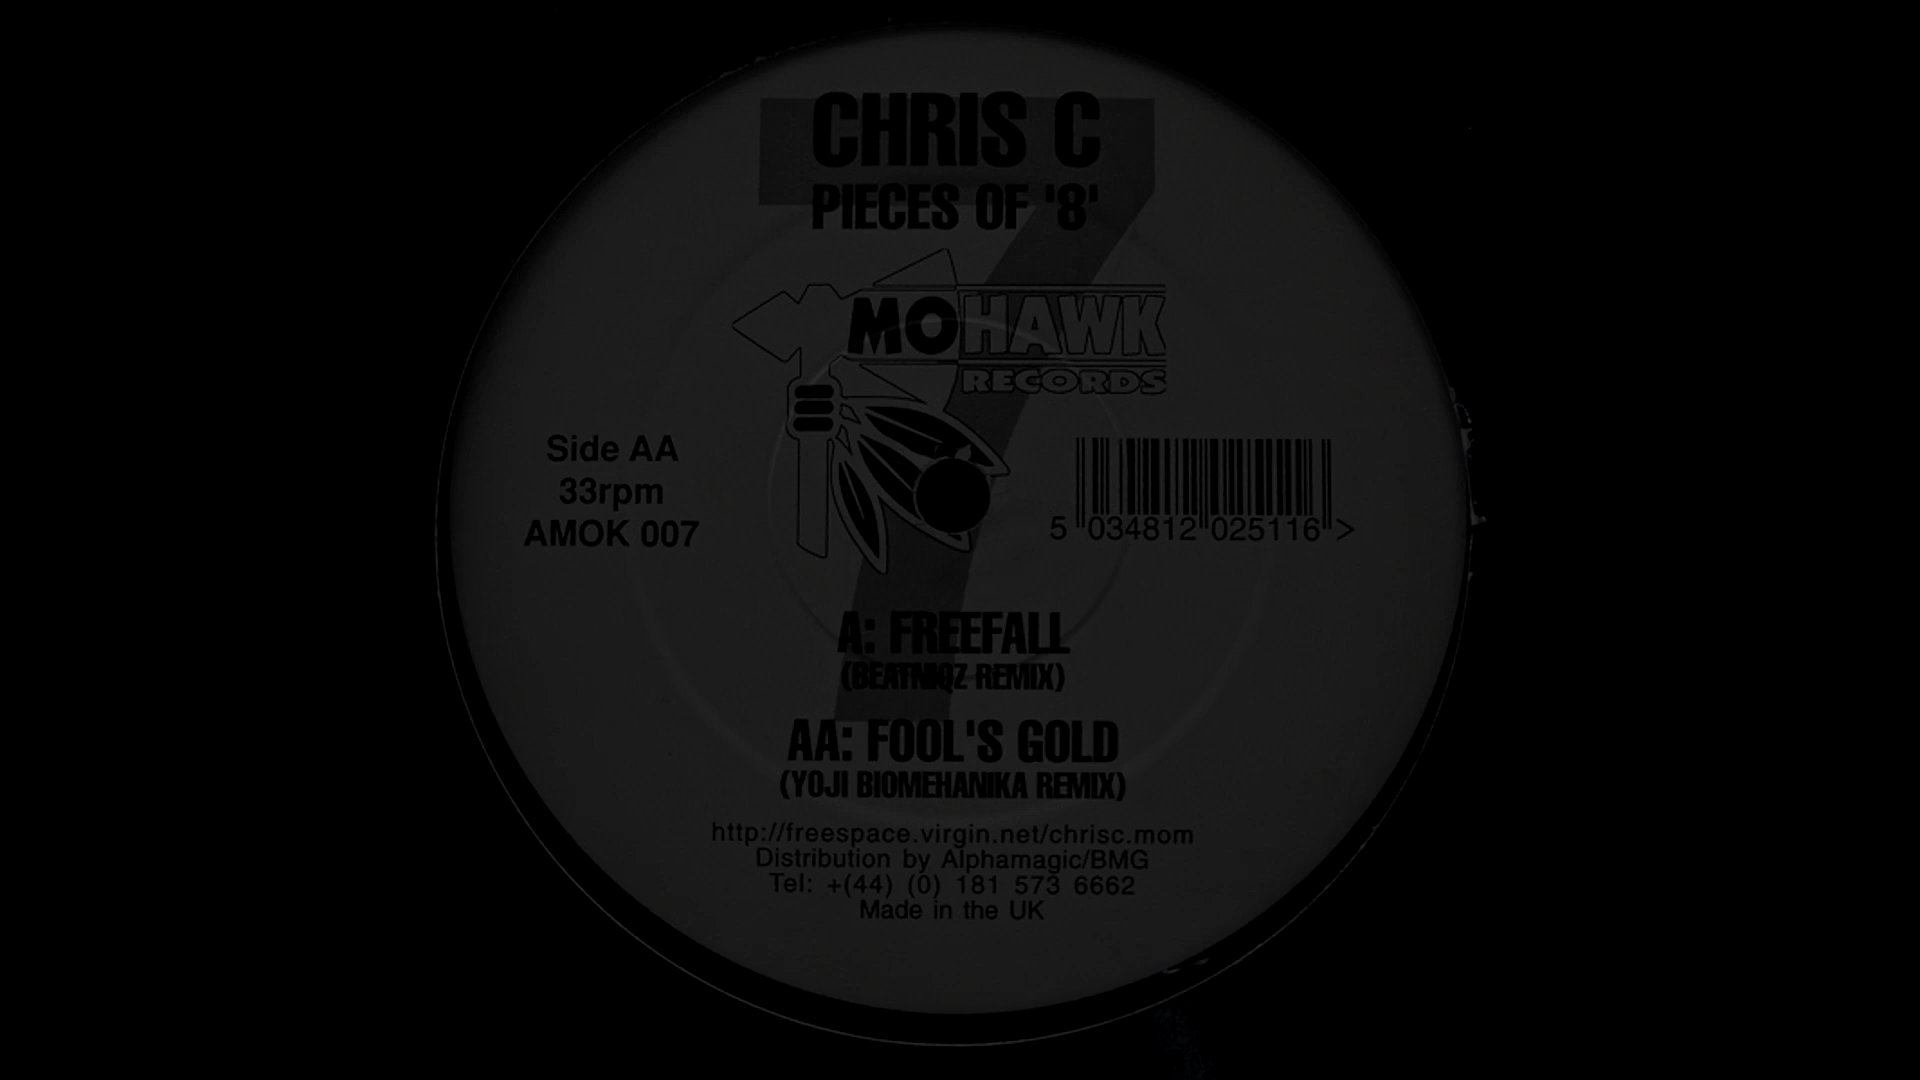 CHRIS C
PIECES OF '8'
7
MOHAWK
RECORDS
Side AA
33rpm
AMOK 007
5 034812 025116 >
A: FREEFALL
(BEATNIQZ REMIX)
AA: FOOL'S GOLD
(YOJI BIOMEHANIKA REMIX)
http://freespace.virgin.net/chrisc.mom
Distribution by Alphamagic/BMG
Tel: +(44) (0) 181 573 6662
Made in the UK